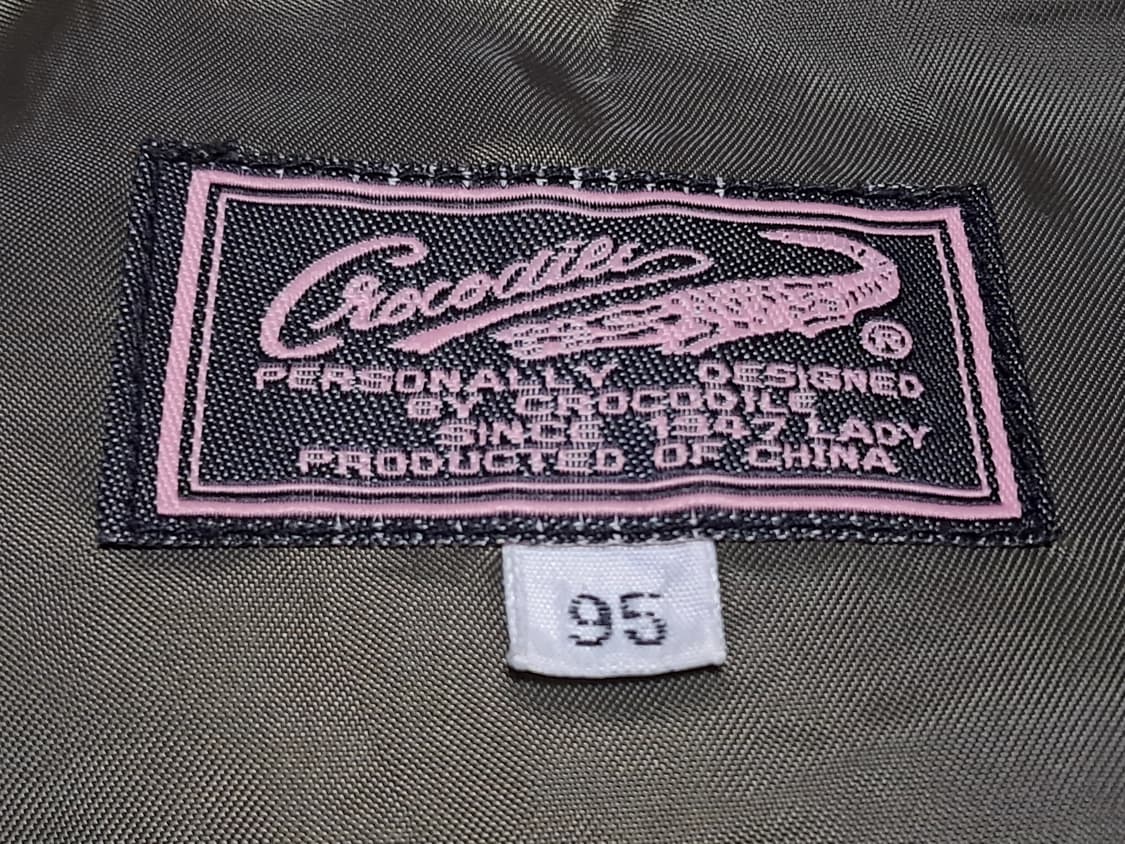 Crocodile ®
PERSONALLY DESIGNED
BY CROCODILE
SINCE 1947 LADY
PRODUCTED OF CHINA
95